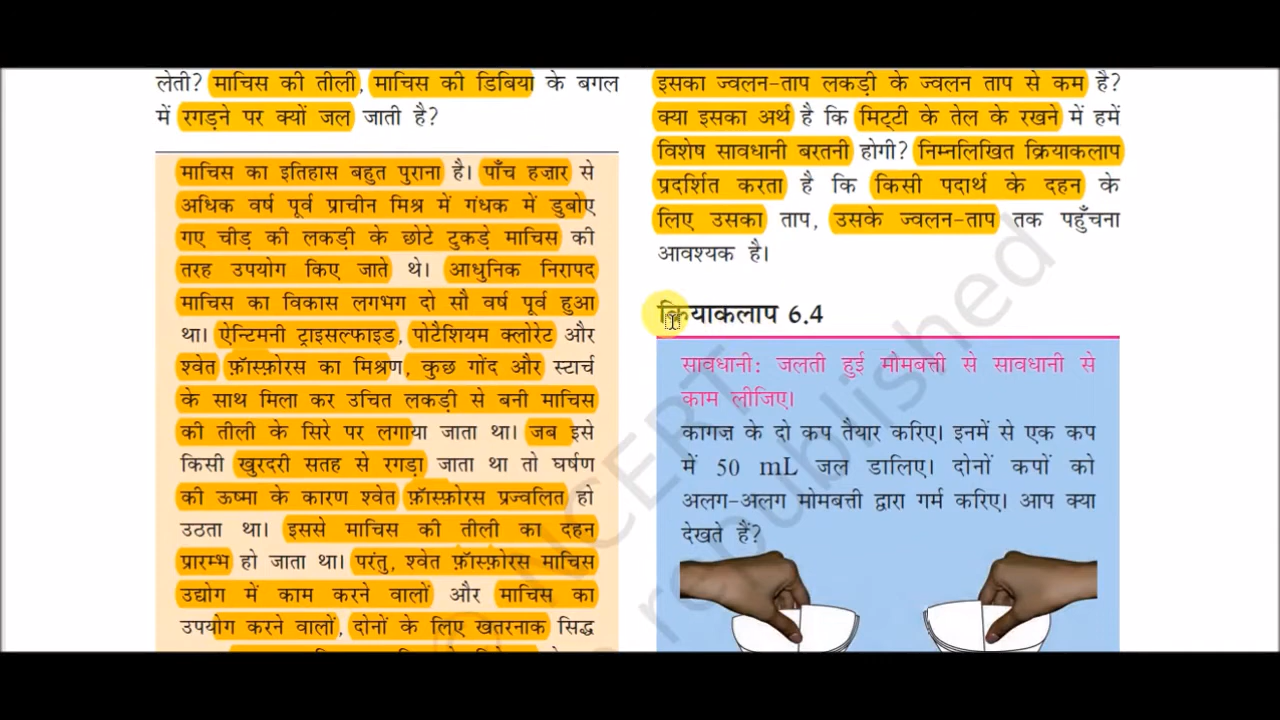 लेती? माचिस की तीली, माचिस की डिबिया के बगल
में रगड़ने पर क्यों जल जाती है?
माचिस का इतिहास बहुत पुराना है। पाँच हज़ार से
अधिक वर्ष पूर्व प्राचीन मिश्र में गंधक में डुबोए
गए चीड़ की लकड़ी के छोटे टुकड़े माचिस की
तरह उपयोग किए जाते थे। आधुनिक निरापद
माचिस का विकास लगभग दो सौ वर्ष पूर्व हुआ
था। ऐन्टिमनी ट्राइसल्फाइड, पोटैशियम क्लोरेट और
श्वेत फ़ॉस्फ़ोरस का मिश्रण, कुछ गोंद और स्टार्च
के साथ मिला कर उचित लकड़ी से बनी माचिस
की तीली के सिरे पर लगाया जाता था। जब इसे
किसी खुरदरी सतह से रगड़ा जाता था तो घर्षण
की ऊष्मा के कारण श्वेत फ़ॉस्फ़ोरस प्रज्वलित हो
उठता था। इससे माचिस की तीली का दहन
प्रारम्भ हो जाता था। परंतु, श्वेत फ़ॉस्फ़ोरस माचिस
उद्योग में काम करने वालों और माचिस का
उपयोग करने वालों, दोनों के लिए खतरनाक सिद्ध
इसका ज्वलन-ताप लकड़ी के ज्वलन ताप से कम है?
क्या इसका अर्थ है कि मिट्टी के तेल के रखने में हमें
विशेष सावधानी बरतनी होगी? निम्नलिखित क्रियाकलाप
प्रदर्शित करता है कि किसी पदार्थ के दहन के
लिए उसका ताप, उसके ज्वलन-ताप तक पहुँचना
आवश्यक है।
क्रियाकलाप 6.4
सावधानी: जलती हुई मोमबत्ती से सावधानी से
काम लीजिए।
कागज़ के दो कप तैयार करिए। इनमें से एक कप
में 50 mL जल डालिए। दोनों कपों को
अलग-अलग मोमबत्ती द्वारा गर्म करिए। आप क्या
देखते हैं?
© NCERT
republished